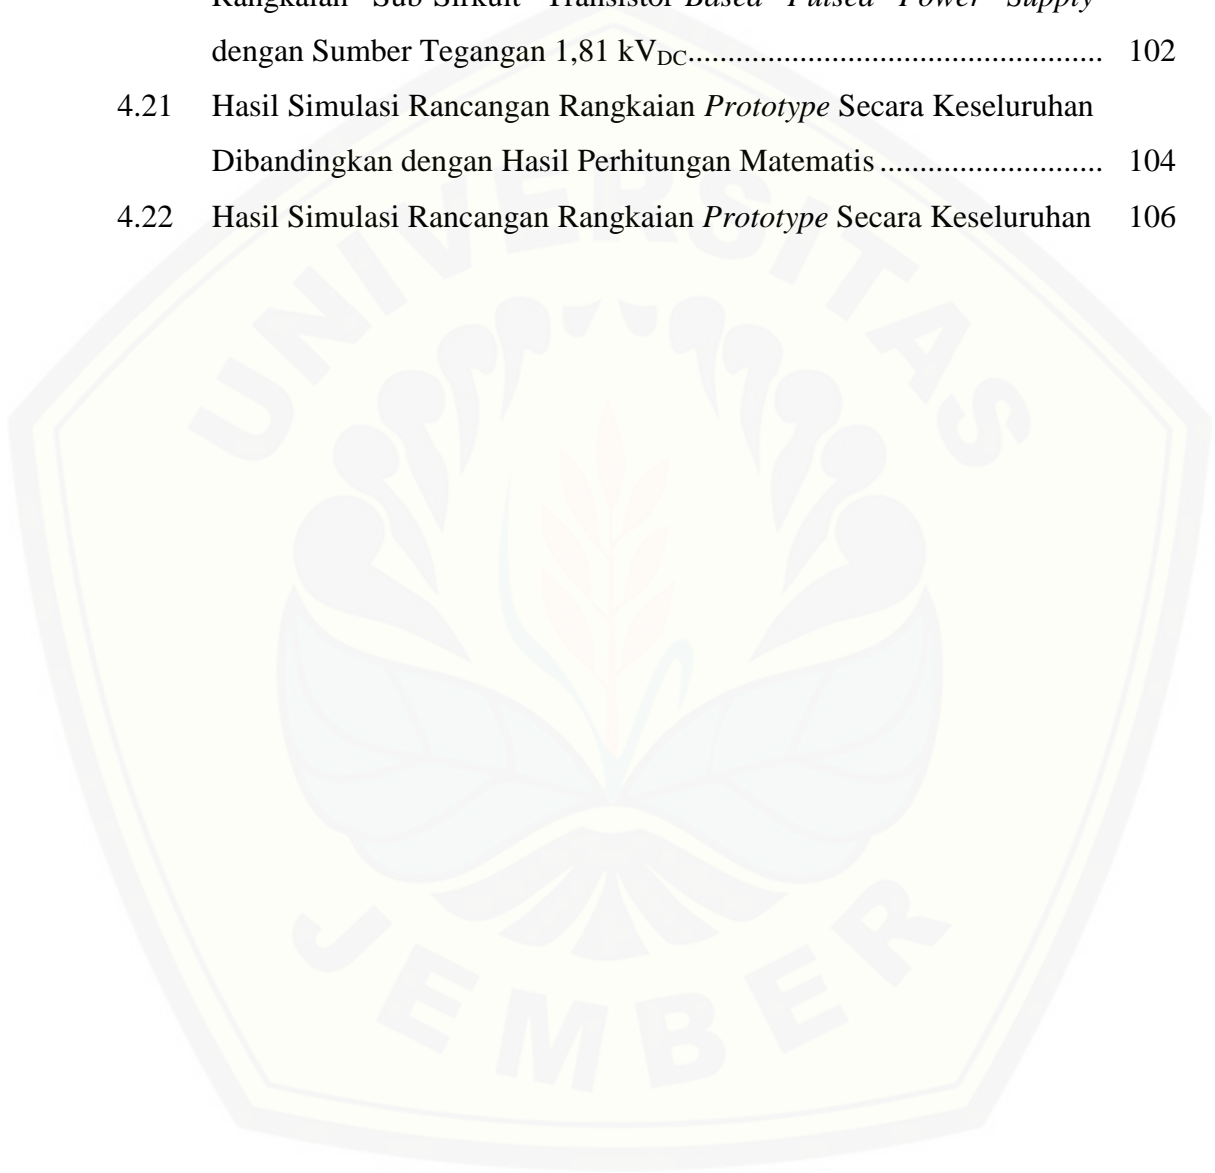 Rangkaian Sub-Sirkuit Transistor Based Pulsed Power Supply
dengan Sumber Tegangan 1,81 kVDC.................................................... 102
4.21 Hasil Simulasi Rancangan Rangkaian Prototype Secara Keseluruhan
Dibandingkan dengan Hasil Perhitungan Matematis ............................ 104
4.22 Hasil Simulasi Rancangan Rangkaian Prototype Secara Keseluruhan 106
UNIVERSITAS
JEMBER